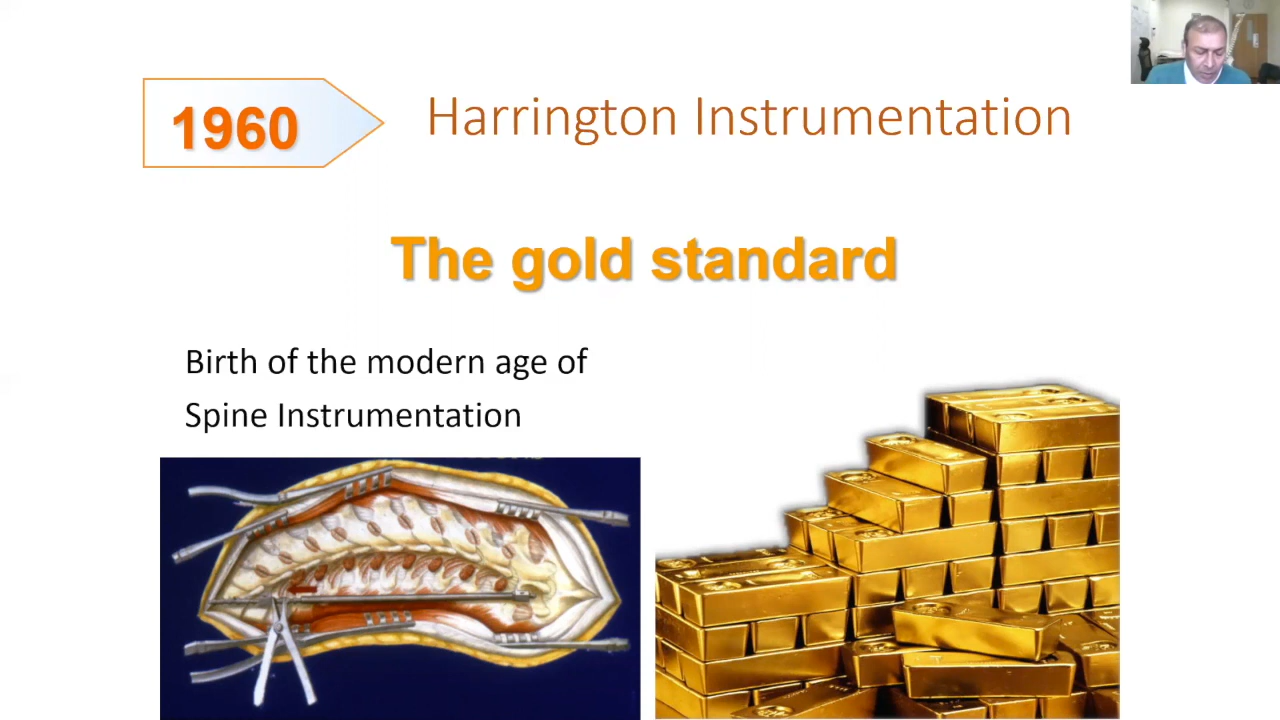 1960
Harrington Instrumentation
The gold standard
Birth of the modern age of
Spine Instrumentation